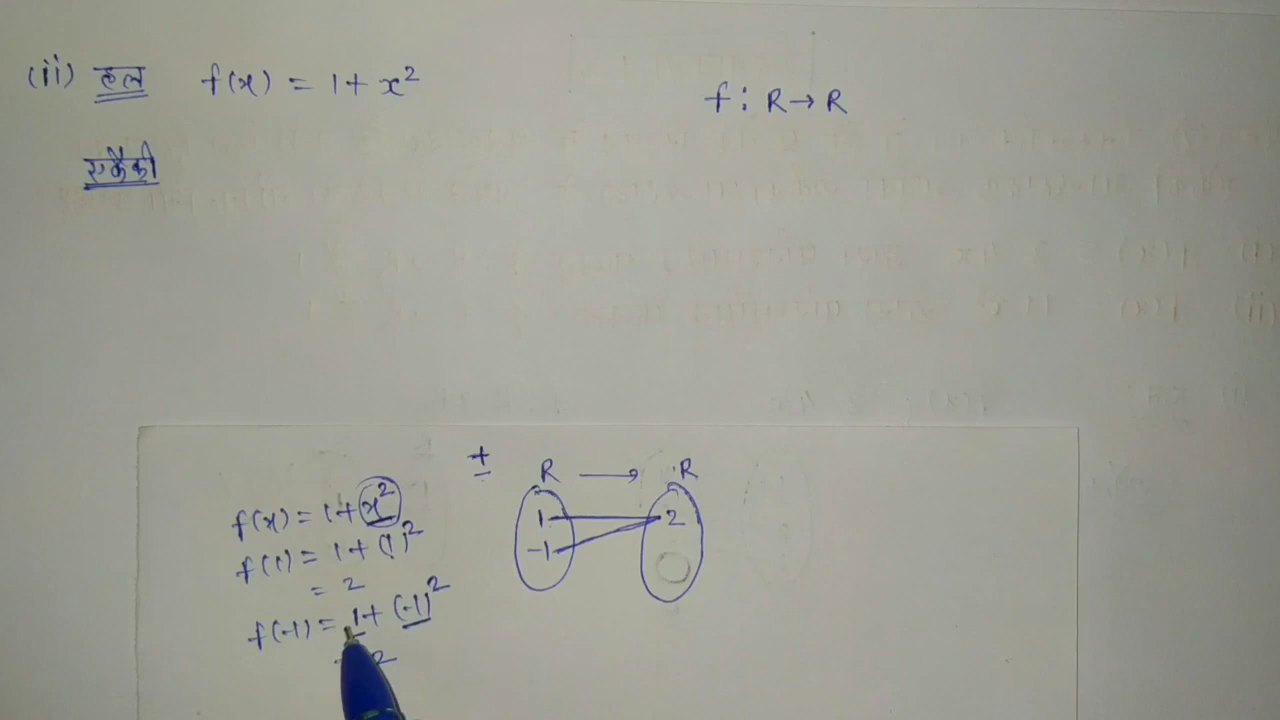 (ii) हल f(x) = 1 + x² f : R → R
एकैकी
± R → R
f(x) = 1 + x²
f(1) = 1 + (1)²
= 2
f(-1) = 1 + (-1)²
= 2
1 2
-1